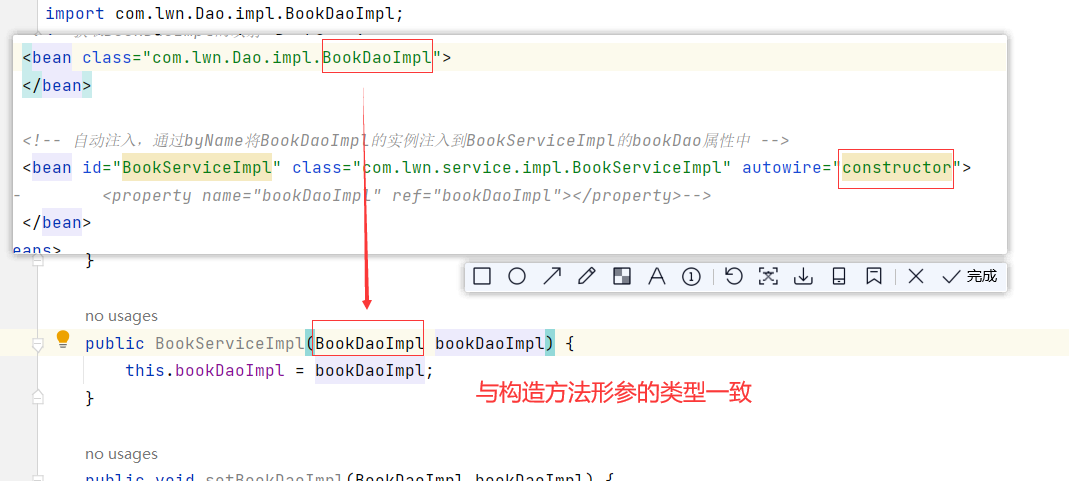 import com.lwn.Dao.impl.BookDaoImpl;
<bean class="com.lwn.Dao.impl.BookDaoImpl">
</bean>
<!-- 自动注入，通过byName将BookDaoImpl的实例注入到BookServiceImpl的bookDao属性中 -->
<bean id="BookServiceImpl" class="com.lwn.service.impl.BookServiceImpl" autowire="constructor">
- <property name="bookDaoImpl" ref="bookDaoImpl"></property>-->
</bean>
eans>
}
完成
no usages
public BookServiceImpl(BookDaoImpl bookDaoImpl) {
this.bookDaoImpl = bookDaoImpl;
与构造方法形参的类型一致
}
no usages
public void setBookDaoImpl(BookDaoImpl bookDaoImpl) {